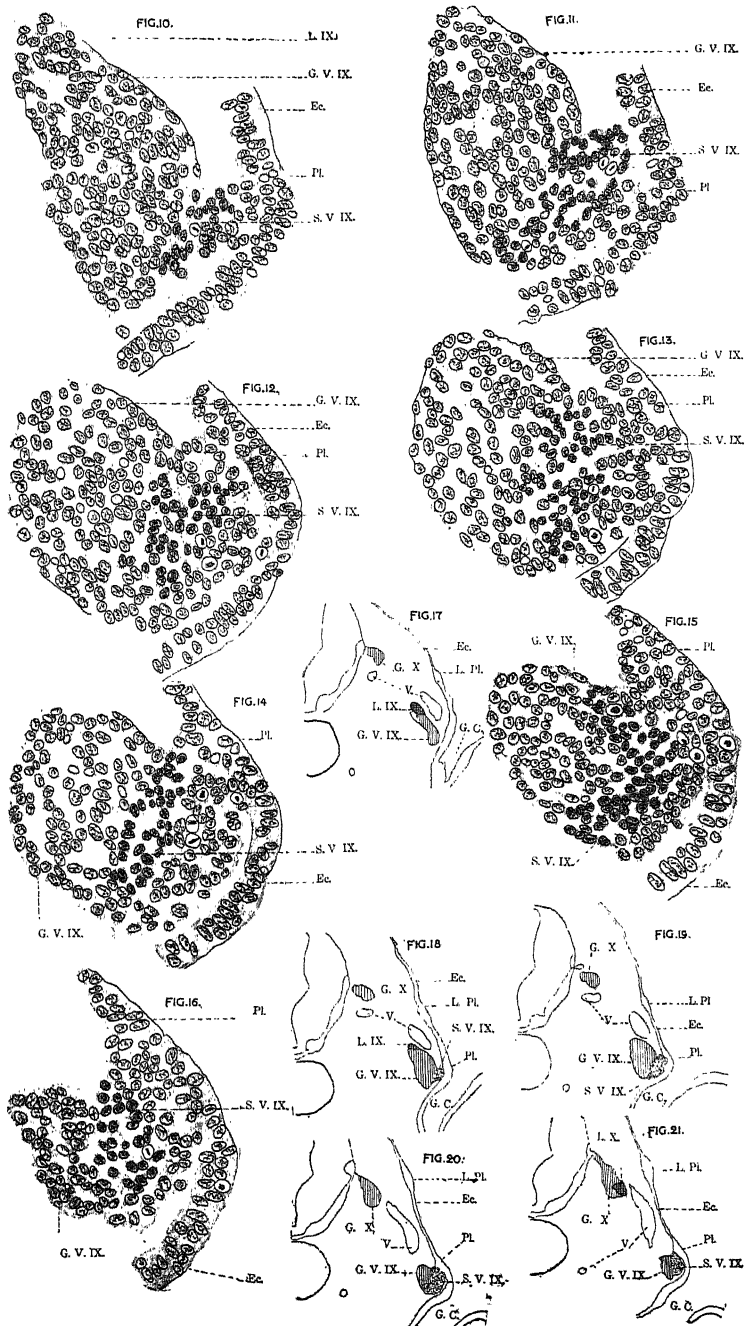 FIG.10.
L. IX.
G. V. IX.
Ec.
Pl.
S. V. IX.
FIG.11.
G. V. IX.
Ec.
S V IX.
Pl
FIG.12.
G. V. IX.
Ec.
Pl.
S V. IX.
FIG.13.
G V IX.
Ec.
Pl.
S. V. IX.
FIG.14
Pl.
S. V IX.
Ec.
G. V. IX.
FIG.17
Ec.
L. Pl.
G. X
V.
L. IX.
G. V. IX.
G. C.
FIG.15
G. V. IX.
Pl.
S. V. IX.
Ec.
FIG.16.
Pl.
S. V. IX.
G. V. IX.
Ec.
FIG.18
Ec.
G. X
L. Pl.
V.
S. V. IX.
L. IX.
Pl.
G. V. IX.
G. C.
FIG.19.
G. X
L. Pl
V.
Ec.
G V IX.
Pl.
S V IX.
G. C.
FIG.20.
L. Pl.
Ec.
G. X.
V.
Pl.
G. V. IX.
S. V. IX.
G. C.
FIG.21.
L. X.
L. Pl.
Ec.
G. X
Pl.
V
G. V IX.
S. V. IX.
G. C.